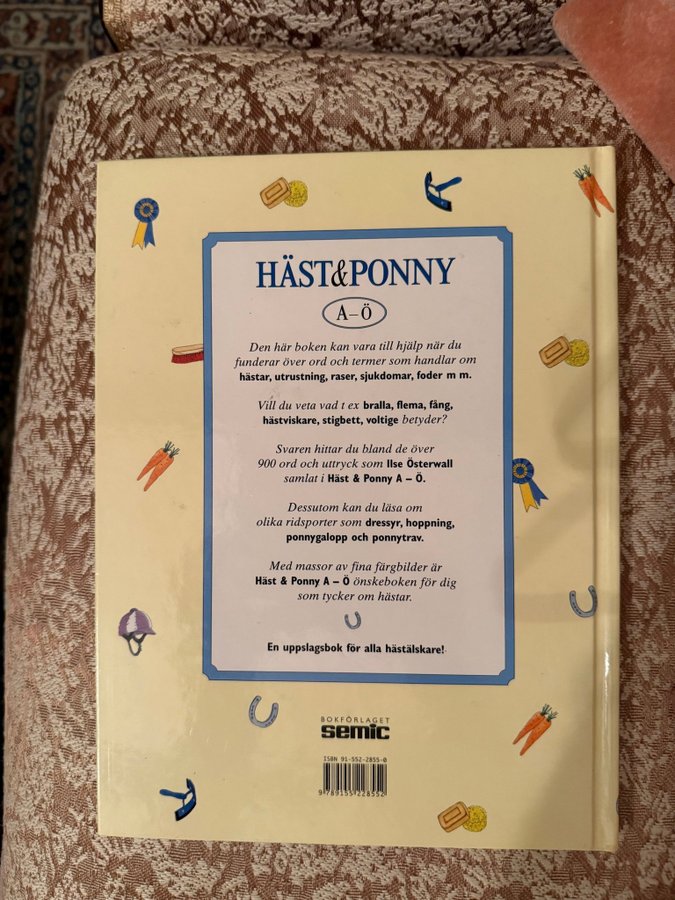 HÄST&PONNY
A–Ö
Den här boken kan vara till hjälp när du
funderar över ord och termer som handlar om
hästar, utrustning, raser, sjukdomar, foder m m.
Vill du veta vad t ex bralla, flema, fång,
hästviskare, stigbett, voltige betyder?
Svaren hittar du bland de över
900 ord och uttryck som Ilse Österwall
samlat i Häst & Ponny A – Ö.
Dessutom kan du läsa om
olika ridsporter som dressyr, hoppning,
ponnygalopp och ponnytrav.
Med massor av fina färgbilder är
Häst & Ponny A – Ö önskeboken för dig
som tycker om hästar.
En uppslagsbok för alla hästälskare!
BOKFÖRLAGET
semic
ISBN 91-552-2855-0
9 789155 228552